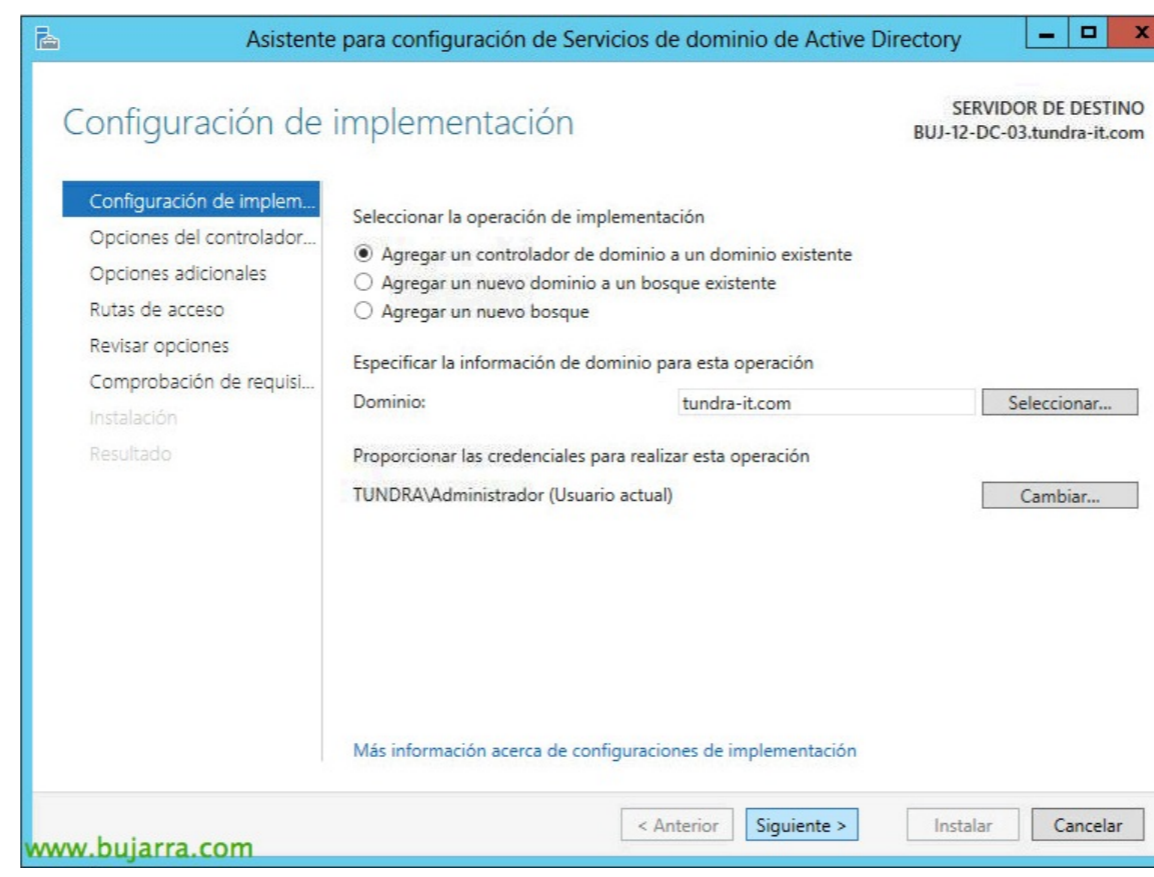 Asistente para configuración de Servicios de dominio de Active Directory
Configuración de implementación
SERVIDOR DE DESTINO
BUJ-12-DC-03.tundra-it.com
Configuración de implem...
Opciones del controlador...
Opciones adicionales
Rutas de acceso
Revisar opciones
Comprobación de requisi...
Instalación
Resultado
Seleccionar la operación de implementación
Agregar un controlador de dominio a un dominio existente
Agregar un nuevo dominio a un bosque existente
Agregar un nuevo bosque
Especificar la información de dominio para esta operación
Dominio: tundra-it.com Seleccionar...
Proporcionar las credenciales para realizar esta operación
TUNDRA\Administrador (Usuario actual) Cambiar...
Más información acerca de configuraciones de implementación
< Anterior Siguiente > Instalar Cancelar
www.bujarra.com